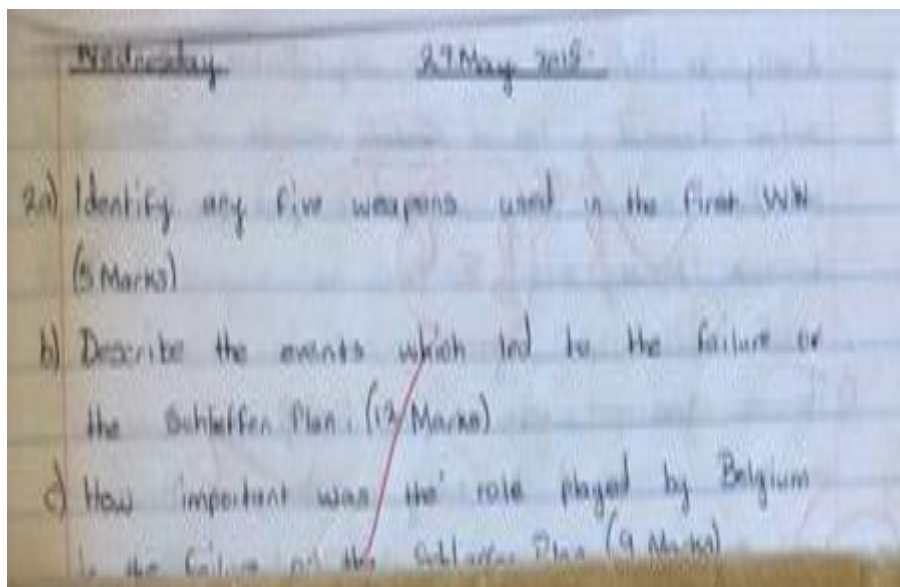 Wednesday 27 May 2015
2a) Identify any five weapons used in the first WW
(5 Marks)
b) Describe the events which led to the failure of
the Schleffen Plan. (12 Marks)
c) How important was the role played by Belgium
in the failure of the Schleffen Plan (9 Marks)